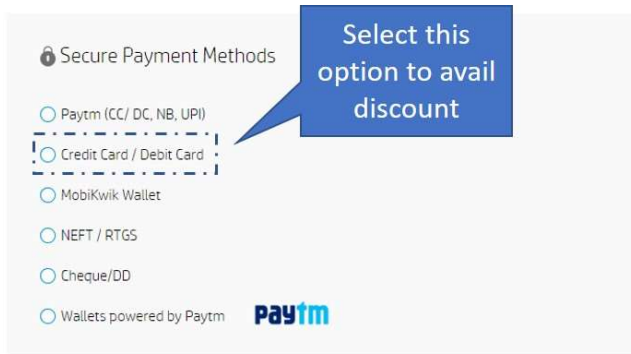 Secure Payment Methods
Select this
option to avail
discount
Paytm (CC/ DC, NB, UPI)
Credit Card / Debit Card
MobiKwik Wallet
NEFT / RTGS
Cheque/DD
Wallets powered by Paytm
paytm